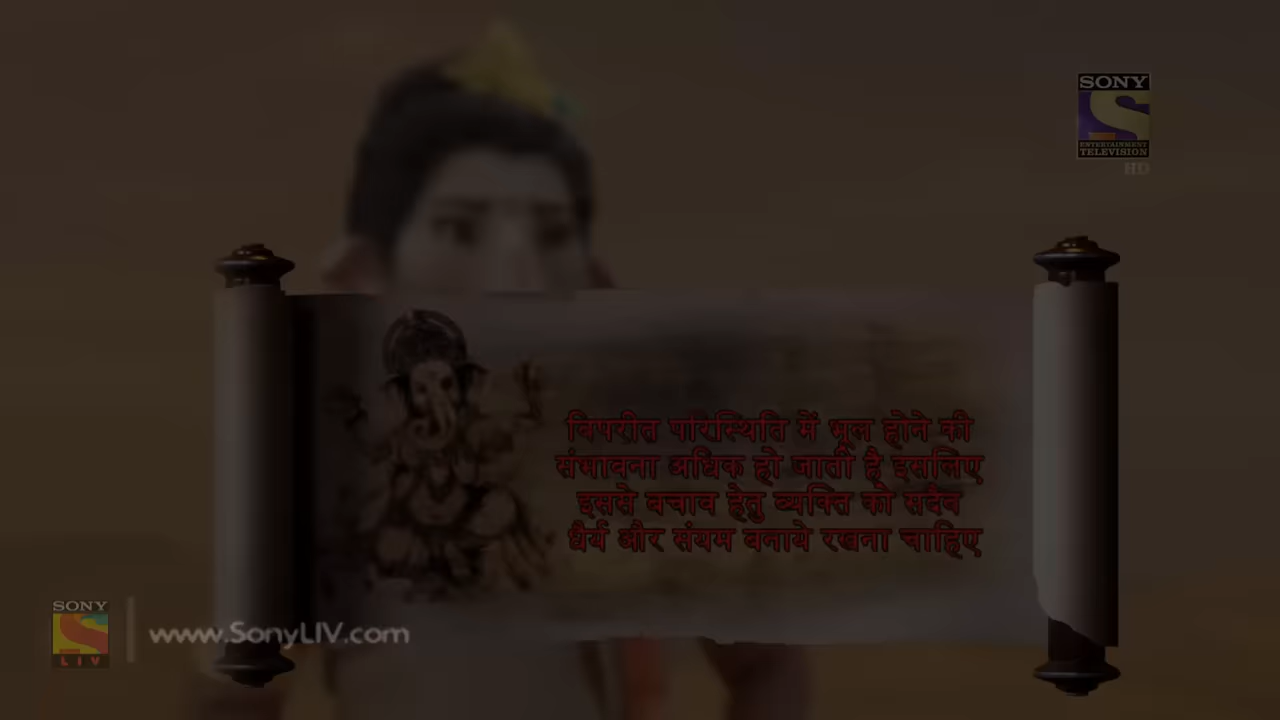 SONY
ENTERTAINMENT
TELEVISION
HD
विपरीत परिस्थिति में भूल होने की
संभावना अधिक हो जाती है इसलिए
इससे बचाव हेतु व्यक्ति को सदैव
धैर्य और संयम बनाये रखना चाहिए
SONY
LIV
www.SonyLIV.com